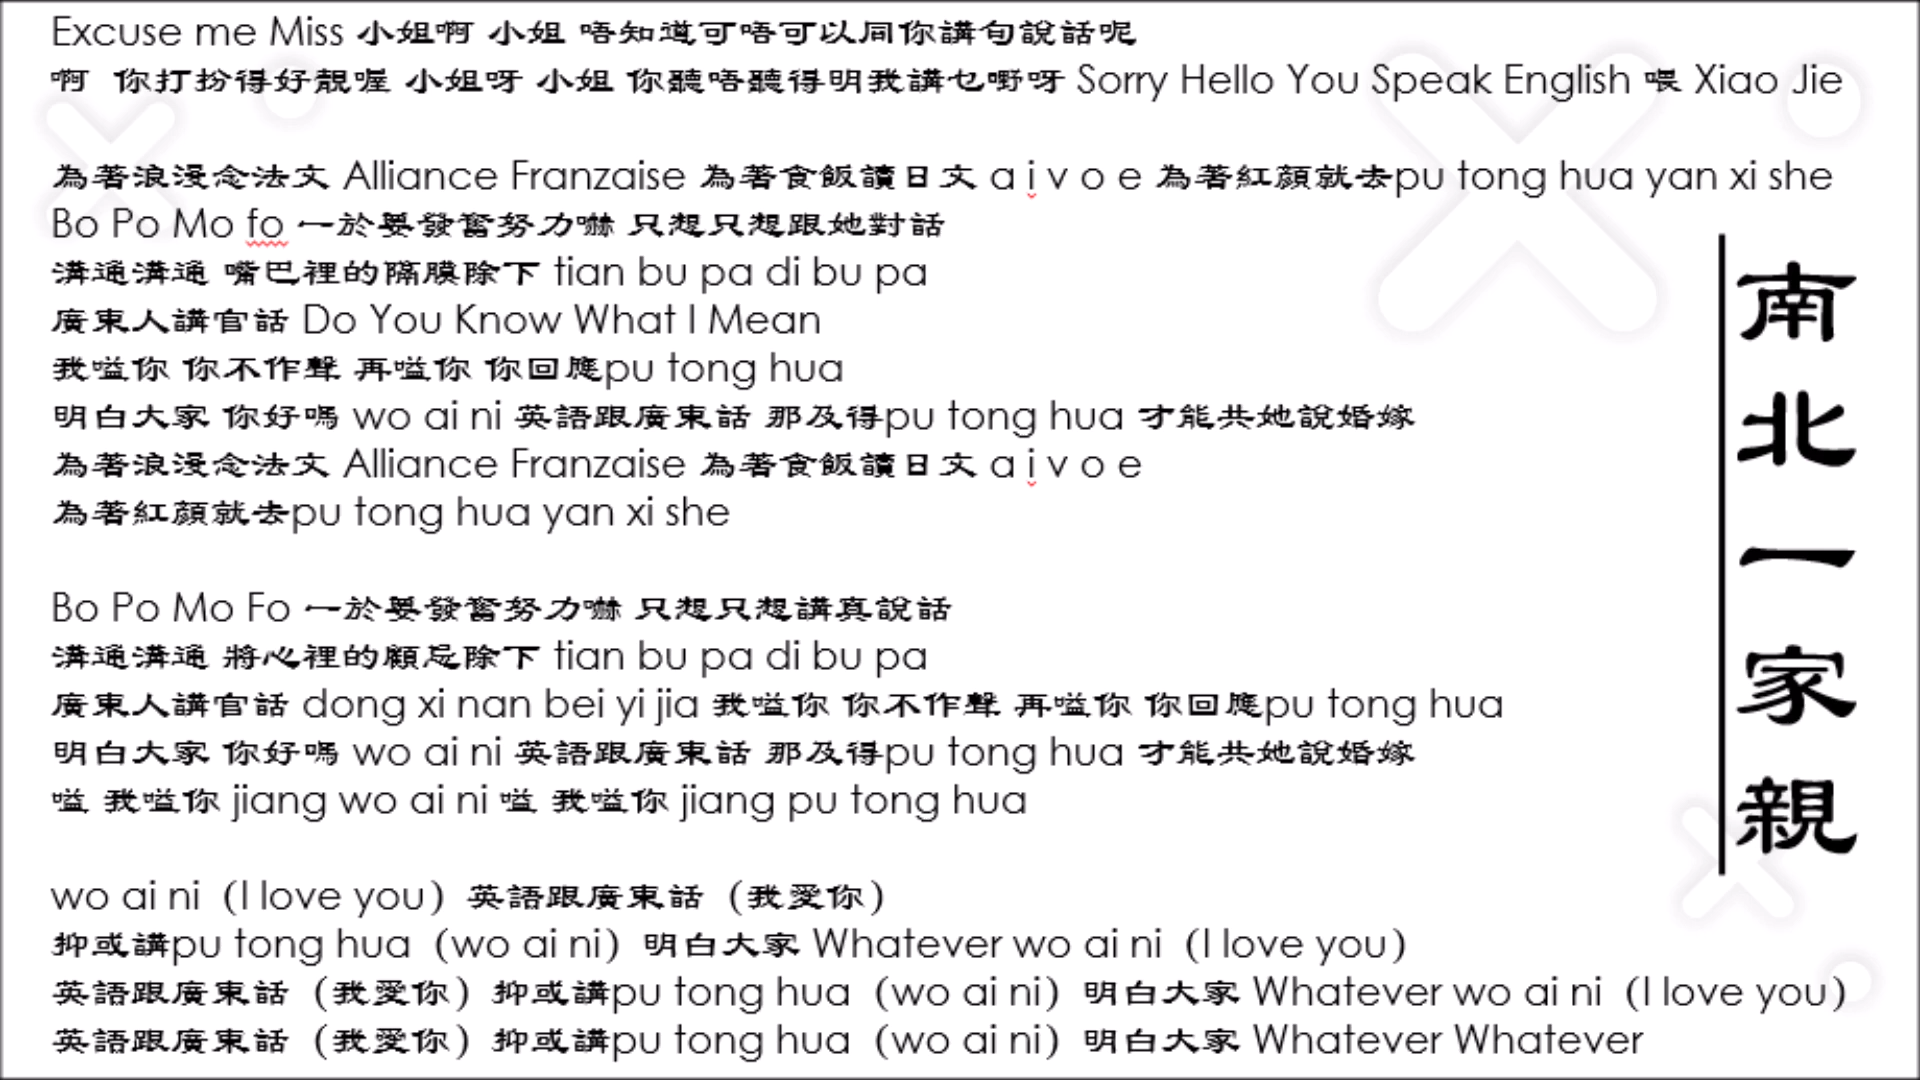 Excuse me Miss 小姐啊 小姐 唔知道可唔可以同你講句說話呢
啊 你打扮得好靚喔 小姐呀 小姐 你聽唔聽得明我講乜嘢呀 Sorry Hello You Speak English 喂 Xiao Jie
為著浪漫念法文 Alliance Franzaise 為著食飯讀日文 a i v o e 為著紅顏就去pu tong hua yan xi she
Bo Po Mo fo 一於要發奮努力嚇 只想只想跟她對話
溝通溝通 嘴巴裡的隔膜除下 tian bu pa di bu pa
廣東人講官話 Do You Know What I Mean
我嗌你 你不作聲 再嗌你 你回應pu tong hua
明白大家 你好嗎 wo ai ni 英語跟廣東話 那及得pu tong hua 才能共她說婚嫁
為著浪漫念法文 Alliance Franzaise 為著食飯讀日文 a i v o e
為著紅顏就去pu tong hua yan xi she
Bo Po Mo Fo 一於要發奮努力嚇 只想只想講真說話
溝通溝通 將心裡的顧忌除下 tian bu pa di bu pa
廣東人講官話 dong xi nan bei yi jia 我嗌你 你不作聲 再嗌你 你回應pu tong hua
明白大家 你好嗎 wo ai ni 英語跟廣東話 那及得pu tong hua 才能共她說婚嫁
嗌 我嗌你 jiang wo ai ni 嗌 我嗌你 jiang pu tong hua
wo ai ni（I love you）英語跟廣東話（我愛你）
抑或講pu tong hua（wo ai ni）明白大家 Whatever wo ai ni（I love you）
英語跟廣東話（我愛你）抑或講pu tong hua（wo ai ni）明白大家 Whatever wo ai ni（I love you）
英語跟廣東話（我愛你）抑或講pu tong hua（wo ai ni）明白大家 Whatever Whatever
南北一家親